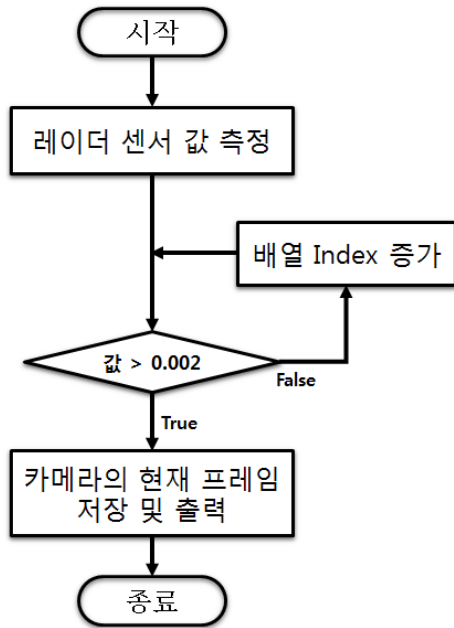 시작
레이더 센서 값 측정
배열 Index 증가
값 > 0.002
False
True
카메라의 현재 프레임
저장 및 출력
종료